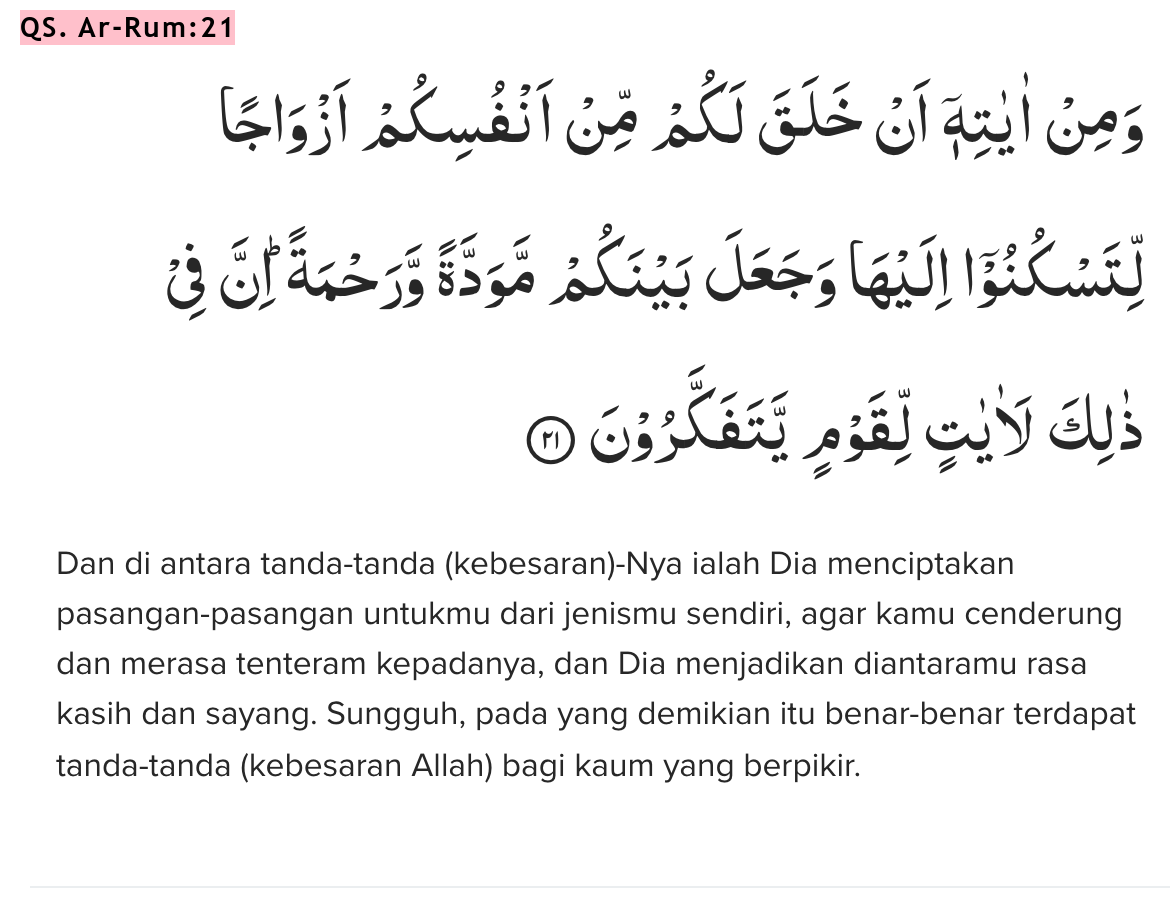 QS. Ar-Rum:21
وَمِنْ اٰيٰتِهٖٓ اَنْ خَلَقَ لَكُمْ مِّنْ اَنْفُسِكُمْ اَزْوَاجًا
لِّتَسْكُنُوْٓا اِلَيْهَا وَجَعَلَ بَيْنَكُمْ مَّوَدَّةً وَّرَحْمَةً ۗاِنَّ فِيْ
ذٰلِكَ لَاٰيٰتٍ لِّقَوْمٍ يَّتَفَكَّرُوْنَ ٢١
Dan di antara tanda-tanda (kebesaran)-Nya ialah Dia menciptakan
pasangan-pasangan untukmu dari jenismu sendiri, agar kamu cenderung
dan merasa tenteram kepadanya, dan Dia menjadikan diantaramu rasa
kasih dan sayang. Sungguh, pada yang demikian itu benar-benar terdapat
tanda-tanda (kebesaran Allah) bagi kaum yang berpikir.